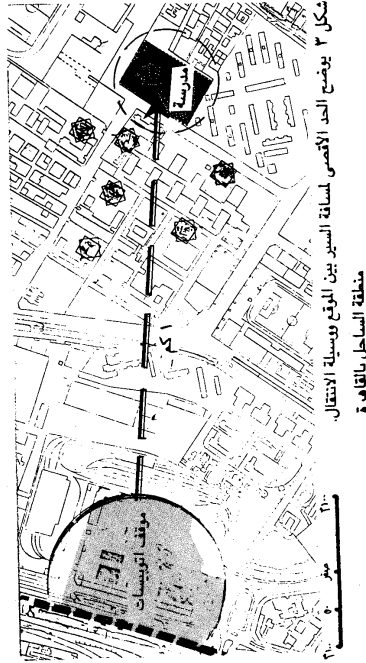 مدرسة
١ كم
موقف اتوبيسات
شكل ٣ يوضح الحد الأقصى لمسافة السير بين الموقع ووسيلة الانتقال.
منطقة الساحل بالقاهرة
٥٠
متر